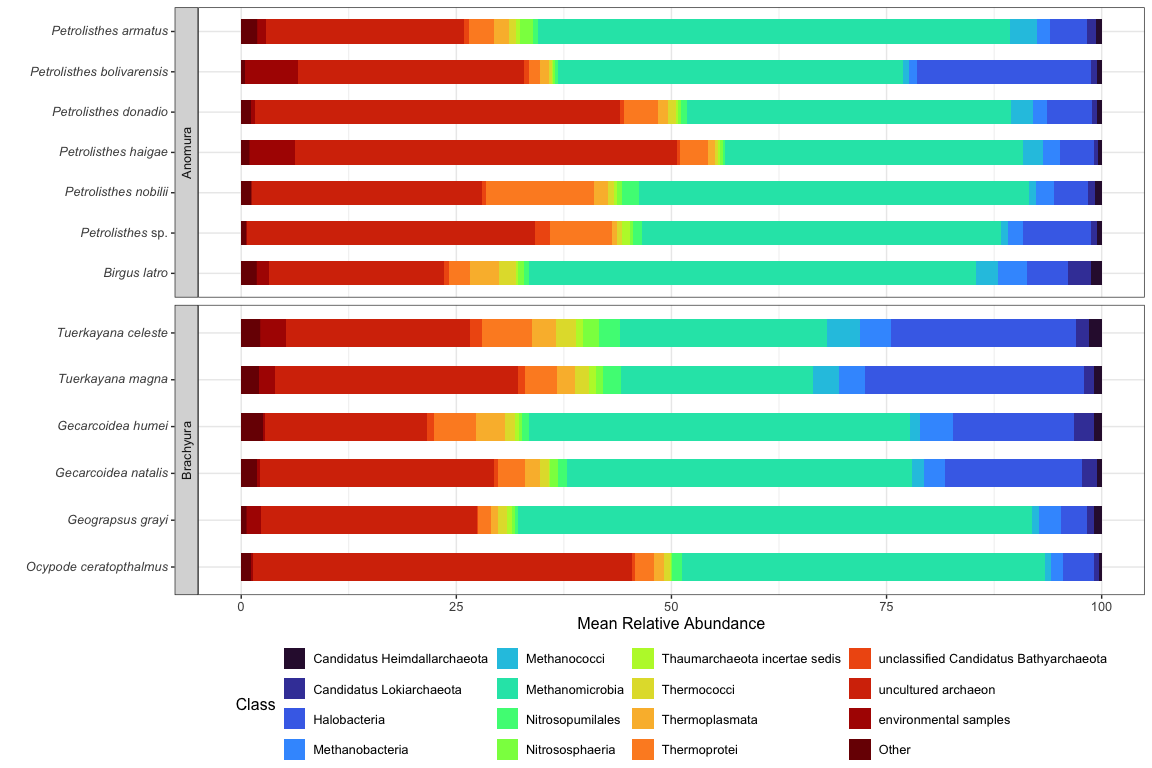 Anomura
Petrolisthes armatus
Petrolisthes bolivarensis
Petrolisthes donadio
Petrolisthes haigae
Petrolisthes nobilii
Petrolisthes sp.
Birgus latro
Brachyura
Tuerkayana celeste
Tuerkayana magna
Gecarcoidea humei
Gecarcoidea natalis
Geograpsus grayi
Ocypode ceratopthalmus
0 25 50 75 100
Mean Relative Abundance
Class
Candidatus Heimdallarchaeota
Candidatus Lokiarchaeota
Halobacteria
Methanobacteria
Methanococci
Methanomicrobia
Nitrosopumilales
Nitrososphaeria
Thaumarchaeota incertae sedis
Thermococci
Thermoplasmata
Thermoprotei
unclassified Candidatus Bathyarchaeota
uncultured archaeon
environmental samples
Other